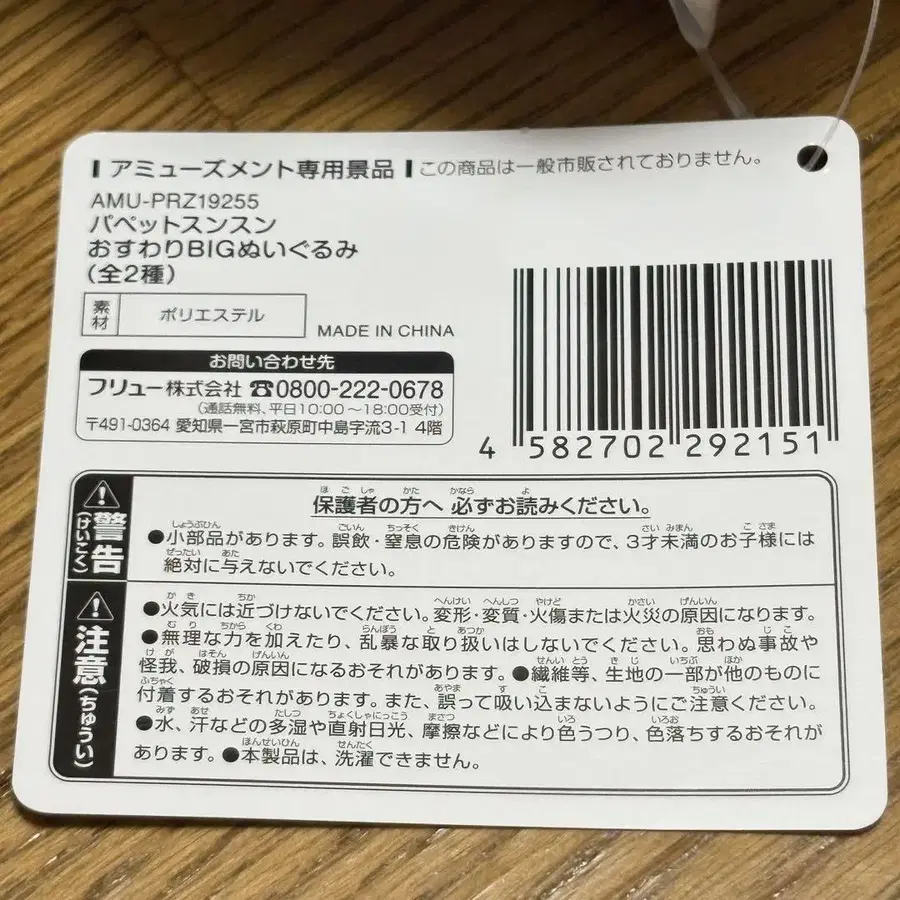 アミューズメント専用景品 この商品は一般市販されておりません。
AMU-PRZ19255
パペットスンスン
おすわりBIGぬいぐるみ
(全2種)
素材 ポリエステル MADE IN CHINA
お問い合わせ先
フリュー株式会社 ☎0800-222-0678
(通話無料、平日10:00~18:00受付)
〒491-0364 愛知県一宮市萩原町中島字流3-1 4階
4 582702 292151
⚠警告(けいこく)
保護者の方へ 必ずお読みください。
●小部品があります。誤飲・窒息の危険がありますので、3才未満のお子様には
絶対に与えないでください。
⚠注意(ちゅうい)
●火気には近づけないでください。変形・変質・火傷または火災の原因になります。
●無理な力を加えたり、乱暴な取り扱いはしないでください。思わぬ事故や
怪我、破損の原因になるおそれがあります。●繊維等、生地の一部が他のものに
付着するおそれがあります。また、誤って吸い込まないようにご注意ください。
●水、汗などの多湿や直射日光、摩擦などにより色うつり、色落ちするおそれが
あります。●本製品は、洗濯できません。